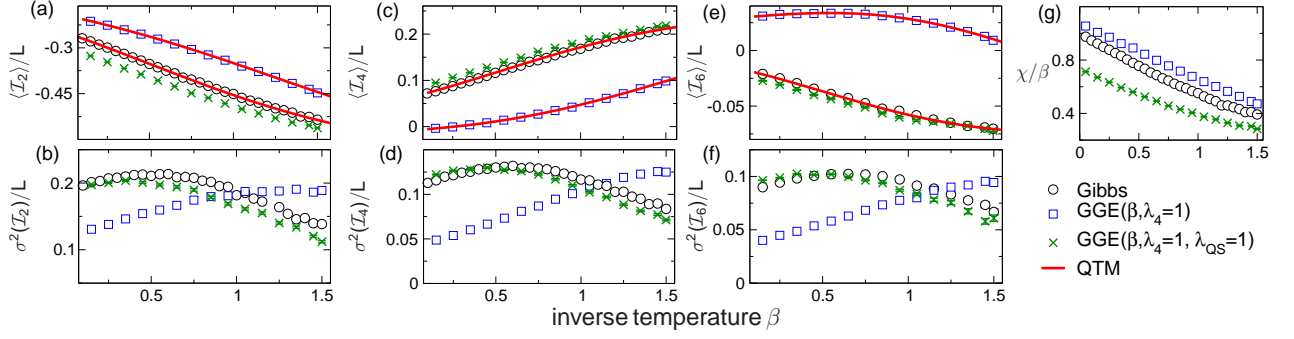 (a)
⟨I₂⟩/L
-0.3
-0.45
(b)
σ²(I₂)/L
0.2
0.1
0.5
1
1.5
(c)
⟨I₄⟩/L
0.2
0.1
0
(d)
σ²(I₄)/L
0.1
0.05
0
0.5
1
1.5
(e)
⟨I₆⟩/L
0
-0.05
(f)
σ²(I₆)/L
0.1
0.05
0
0.5
1
1.5
inverse temperature β
(g)
χ/β
0.8
0.4
0
0.5
1
1.5
Gibbs
GGE(β,λ₄=1)
GGE(β,λ₄=1, λ_QS=1)
QTM